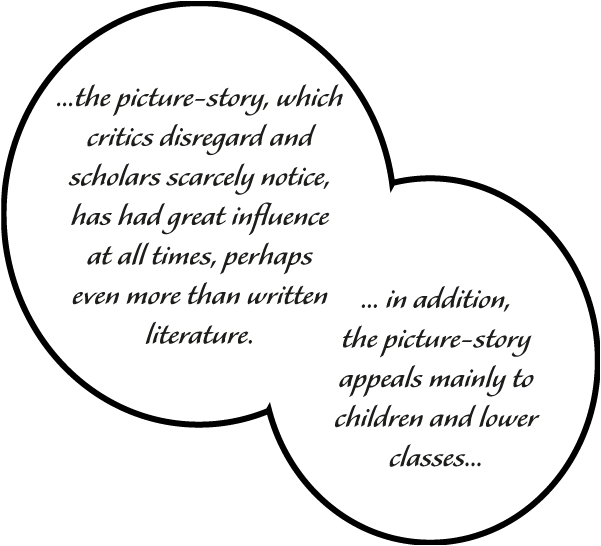 ...the picture-story, which
critics disregard and
scholars scarcely notice,
has had great influence
at all times, perhaps
even more than written
literature.
... in addition,
the picture-story
appeals mainly to
children and lower
classes...